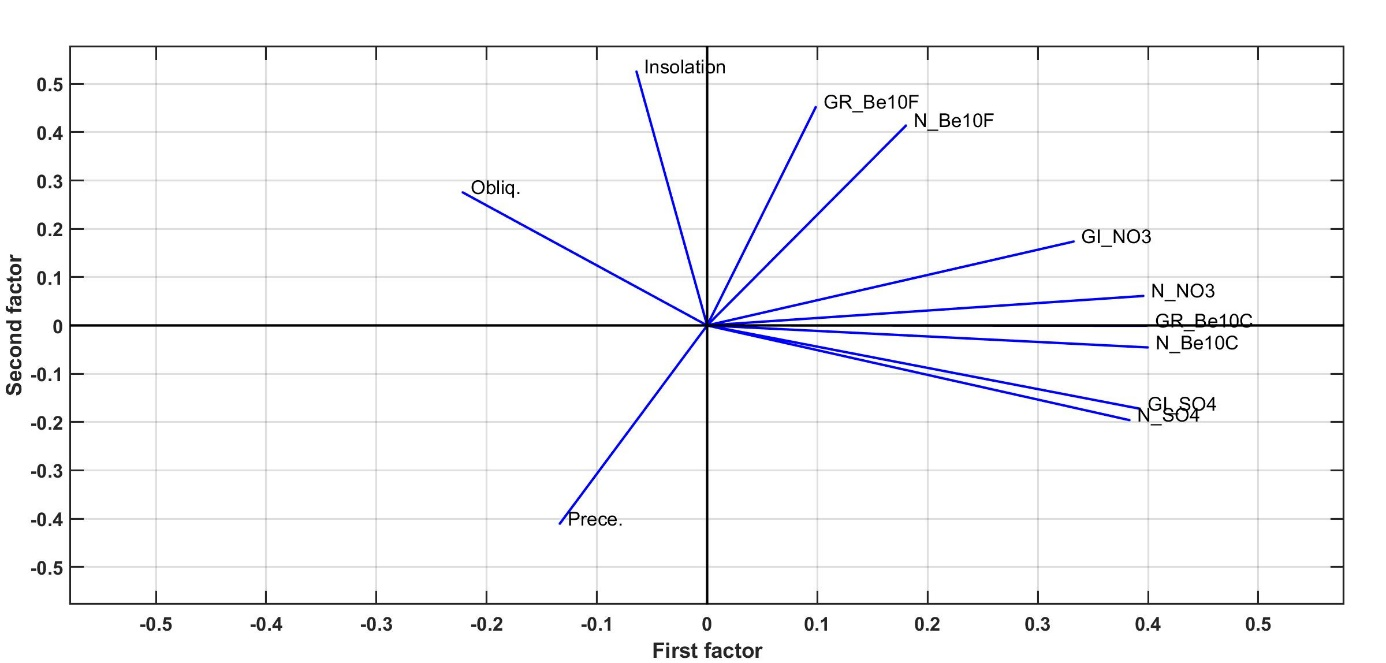 Insolation
0.5
GR_Be10F
0.4
N_Be10F
0.3
Obliq.
0.2
GI_NO3
0.1
N_NO3
0
GR_Be10C
N_Be10C
-0.1
GI_SO4
N_SO4
-0.2
-0.3
-0.4
Prece.
-0.5
Second factor
-0.5 -0.4 -0.3 -0.2 -0.1 0 0.1 0.2 0.3 0.4 0.5
First factor